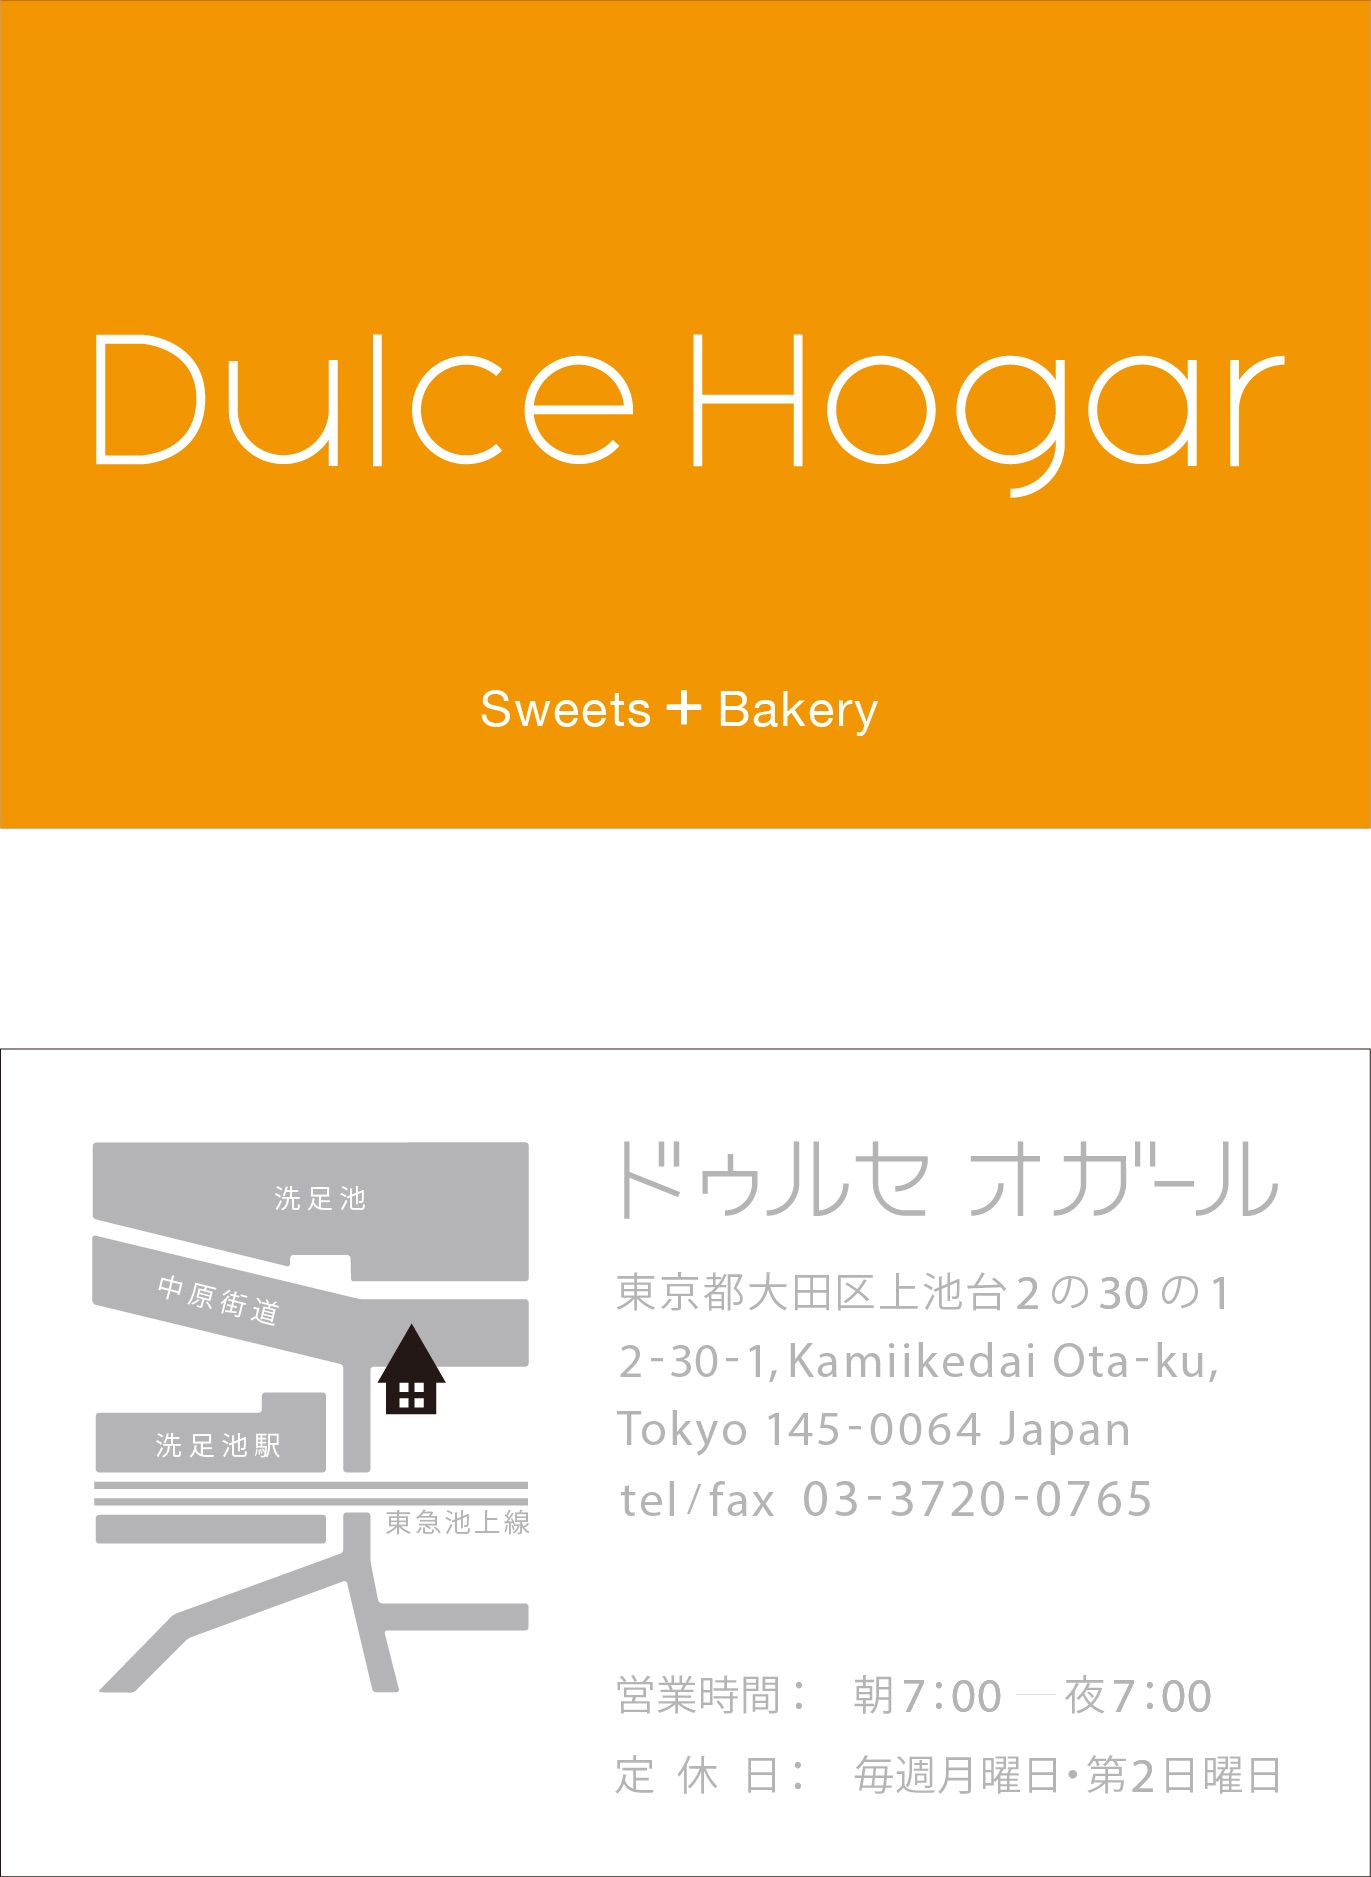 Dulce Hogar
Sweets + Bakery
洗足池
中原街道
洗足池駅
東急池上線
ドゥルセ オガール
東京都大田区上池台2の30の1
2-30-1, Kamiikedai Ota-ku,
Tokyo 145-0064 Japan
tel/fax 03-3720-0765
営業時間： 朝7:00 — 夜7:00
定休日： 毎週月曜日・第2日曜日